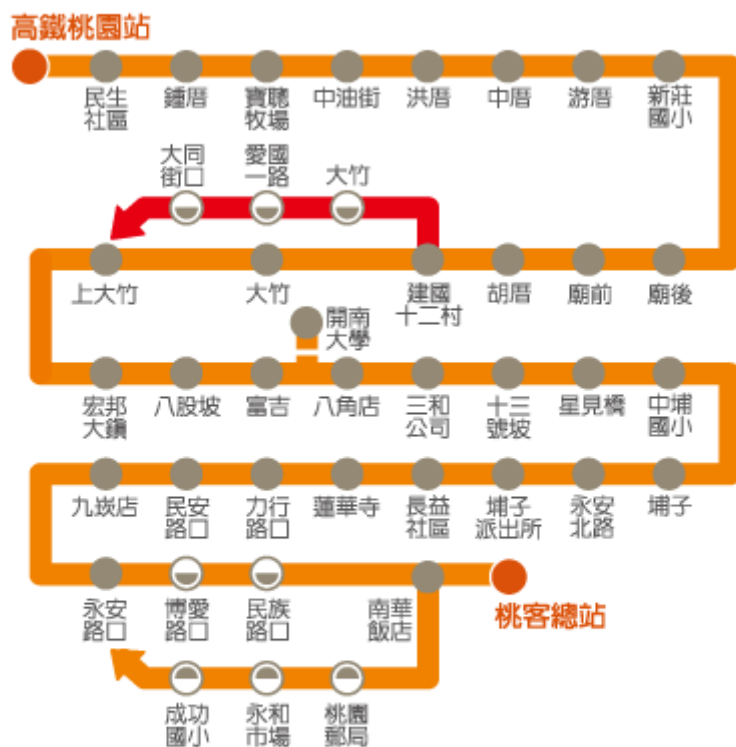 高鐵桃園站
民生
社區
鍾厝
寶聰
牧場
中油街
洪厝
中厝
游厝
新莊
國小
大同
街口
愛國
一路
大竹
上大竹
大竹
建國
十二村
胡厝
廟前
廟後
開南
大學
宏邦
大鎮
八股坡
富吉
八角店
三和
公司
十三
號坡
星見橋
中埔
國小
九崁店
民安
路口
力行
路口
蓮華寺
長益
社區
埔子
派出所
永安
北路
埔子
永安
路口
博愛
路口
民族
路口
南華
飯店
桃客總站
成功
國小
永和
市場
桃園
郵局